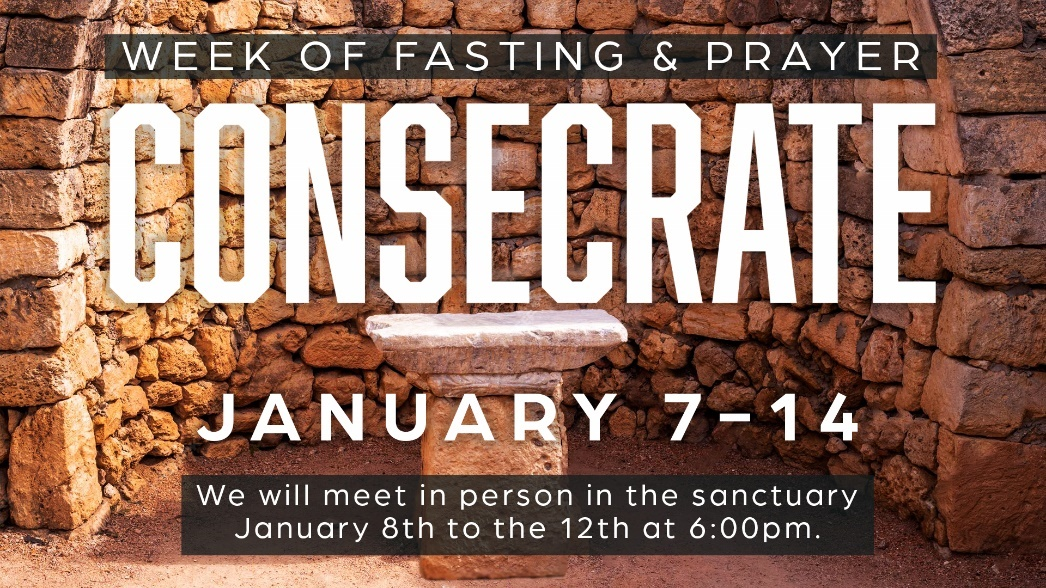 WEEK OF FASTING & PRAYER
CONSECRATE
JANUARY 7-14
We will meet in person in the sanctuary
January 8th to the 12th at 6:00pm.